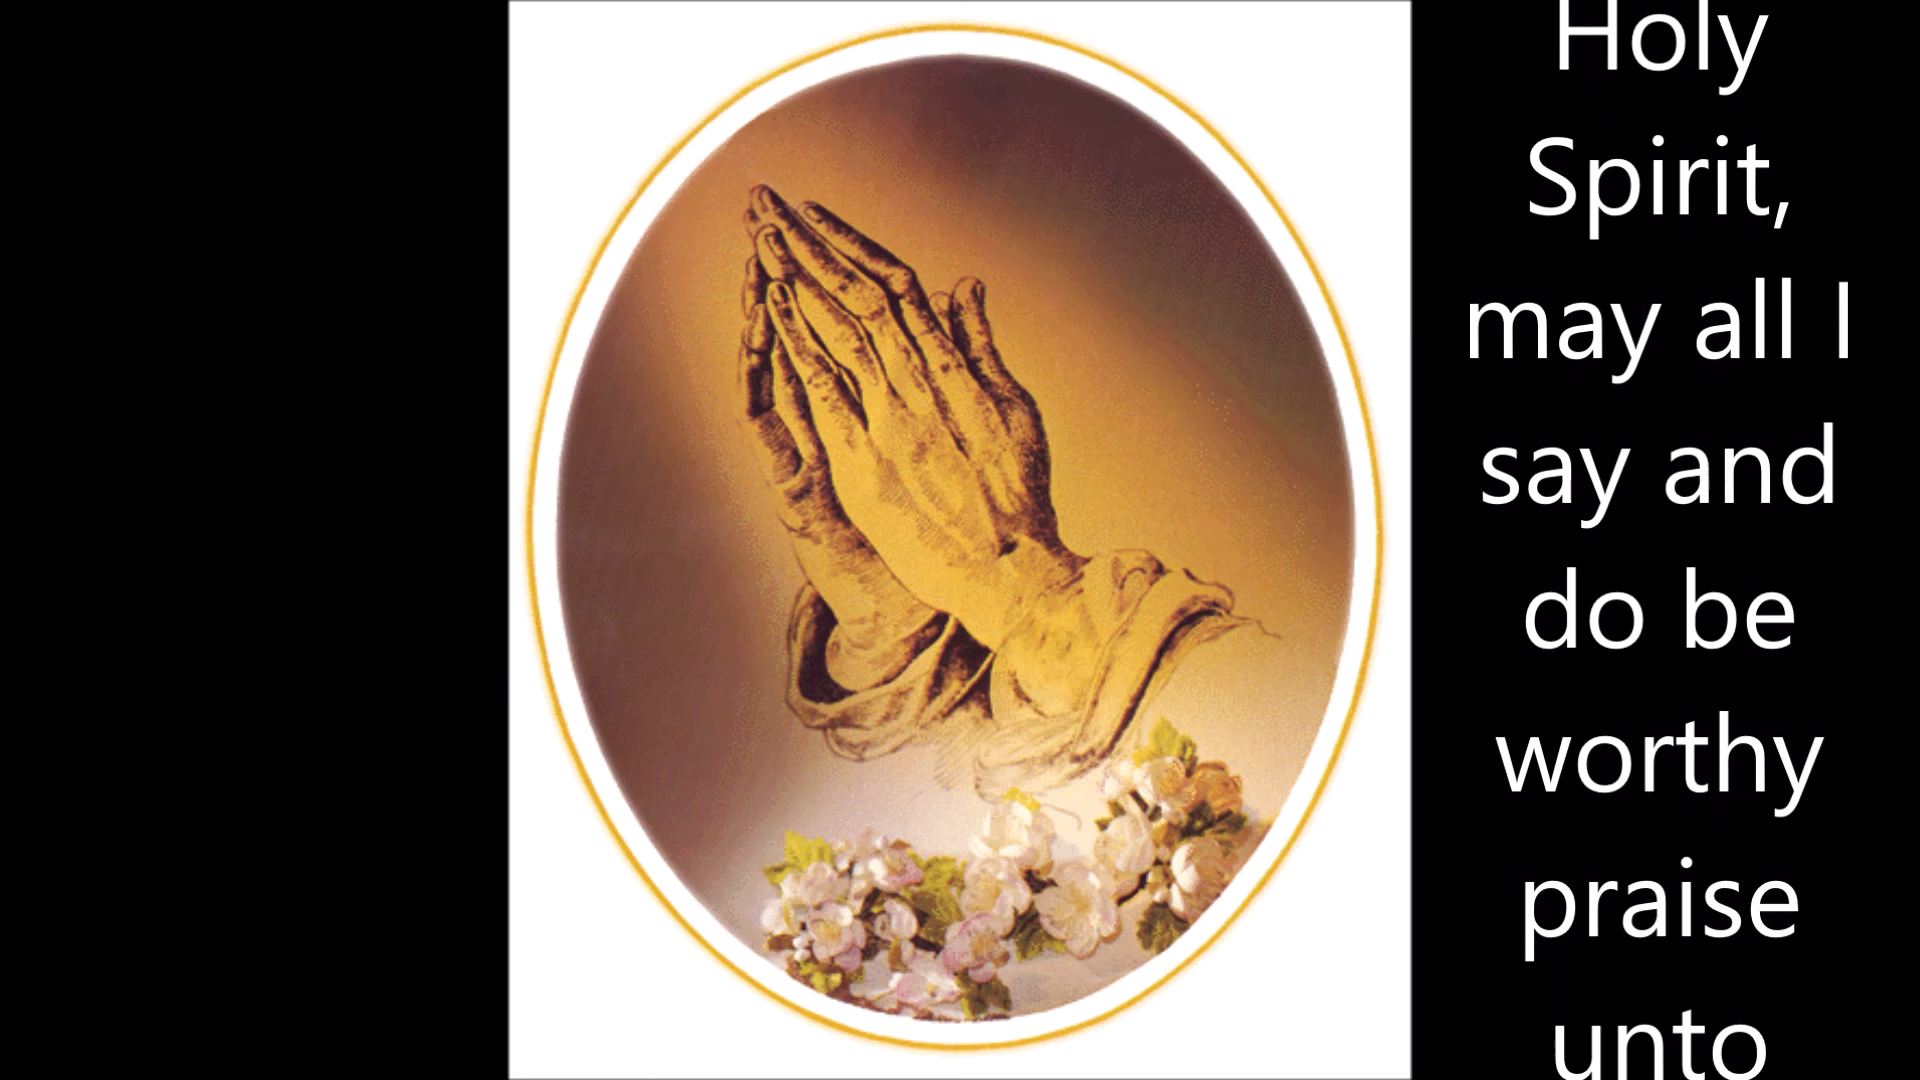 Holy
Spirit,
may all I
say and
do be
worthy
praise
unto